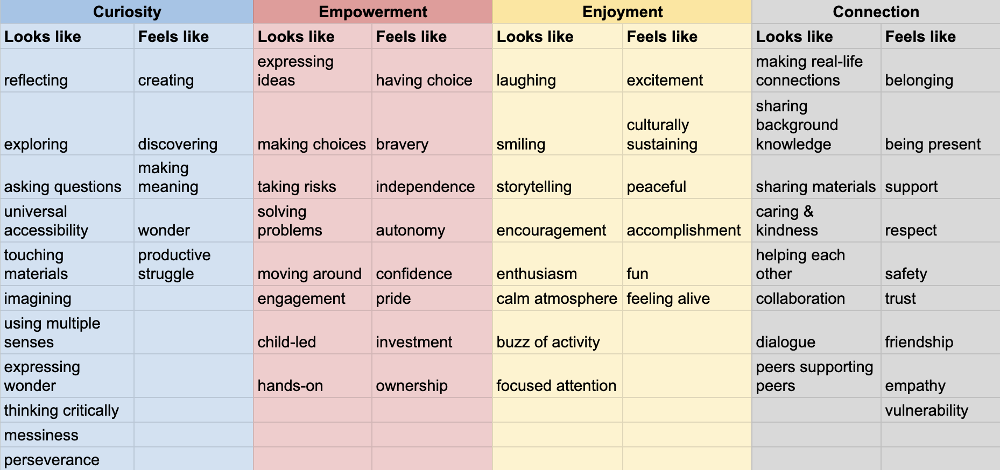 Curiosity Empowerment Enjoyment Connection
Looks like Feels like Looks like Feels like Looks like Feels like Looks like Feels like
expressing making real-life
reflecting creating ideas having choice laughing excitement connections belonging
sharing
culturally background
exploring discovering making choices bravery smiling sustaining knowledge being present
making
asking questions meaning taking risks independence storytelling peaceful sharing materials support
universal solving caring &
accessibility wonder problems autonomy encouragement accomplishment kindness respect
touching productive helping each
materials struggle moving around confidence enthusiasm fun other safety
imagining engagement pride calm atmosphere feeling alive collaboration trust
using multiple
senses child-led investment buzz of activity dialogue friendship
expressing peers supporting
wonder hands-on ownership focused attention peers empathy
thinking critically vulnerability
messiness
perseverance